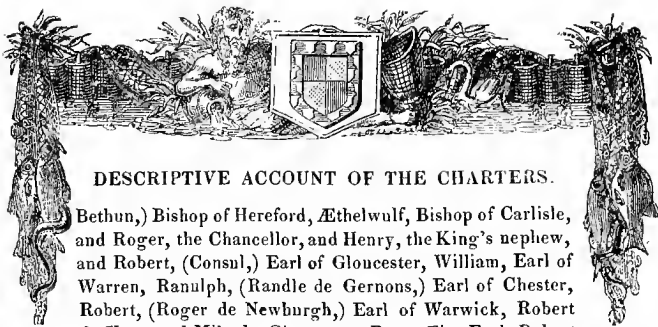 DESCRIPTIVE ACCOUNT OF THE CHARTERS.
Bethun,) Bishop of Hereford, Æthelwulf, Bishop of Carlisle,
and Roger, the Chancellor, and Henry, the King's nephew,
and Robert, (Consul,) Earl of Gloucester, William, Earl of
Warren, Ranulph, (Randle de Gernons,) Earl of Chester,
Robert, (Roger de Newburgh,) Earl of Warwick, Robert